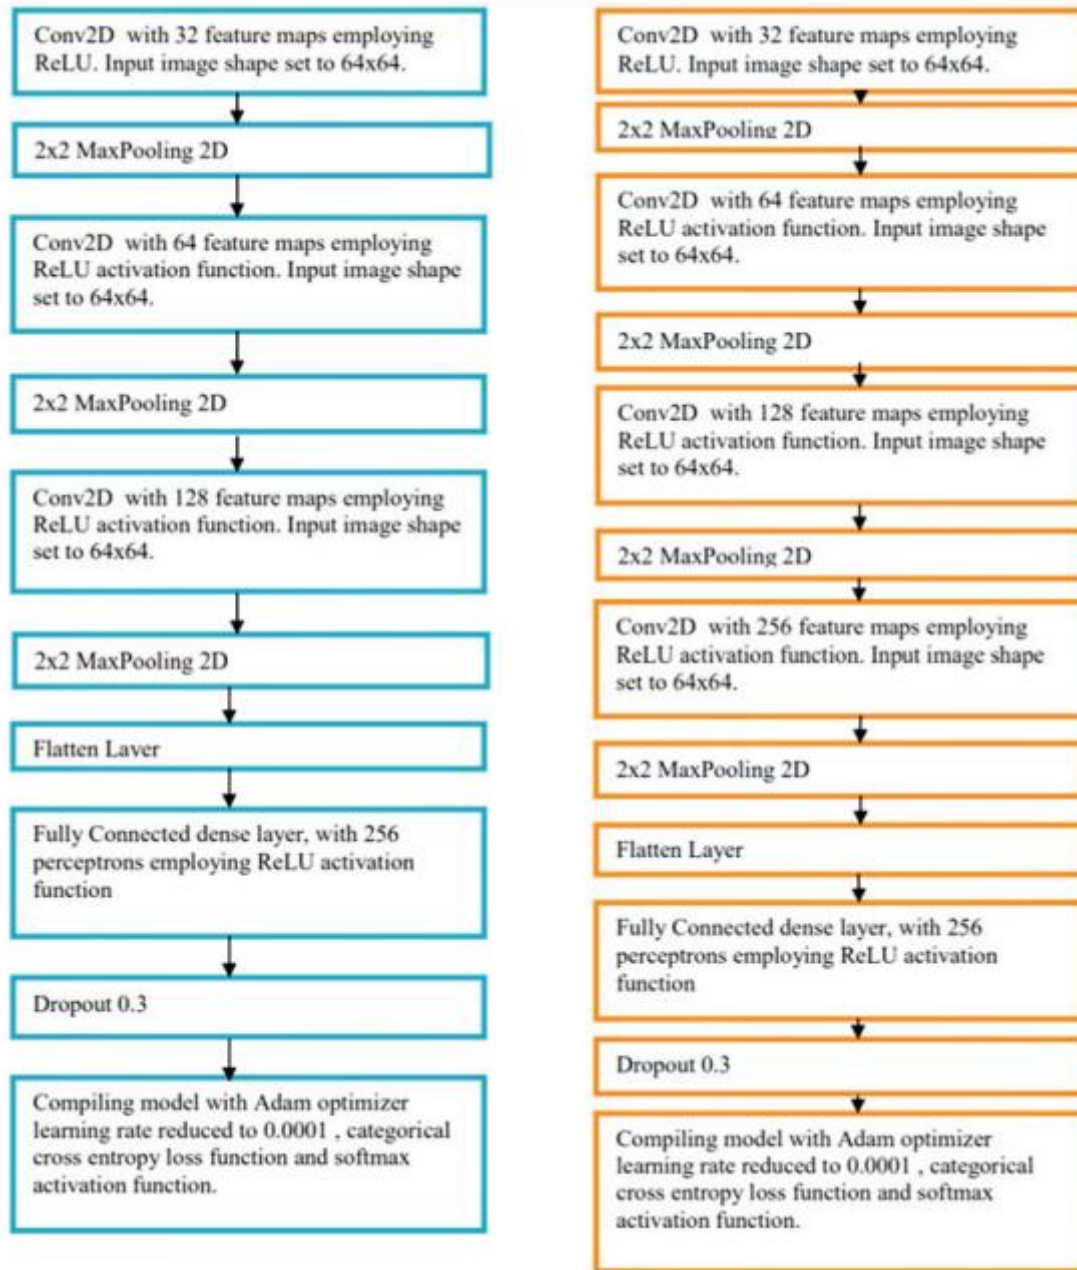 Conv2D with 32 feature maps employing
ReLU. Input image shape set to 64x64.
2x2 MaxPooling 2D
Conv2D with 64 feature maps employing
ReLU activation function. Input image shape
set to 64x64.
2x2 MaxPooling 2D
Conv2D with 128 feature maps employing
ReLU activation function. Input image shape
set to 64x64.
2x2 MaxPooling 2D
Flatten Layer
Fully Connected dense layer, with 256
perceptrons employing ReLU activation
function
Dropout 0.3
Compiling model with Adam optimizer
learning rate reduced to 0.0001 , categorical
cross entropy loss function and softmax
activation function.
Conv2D with 32 feature maps employing
ReLU. Input image shape set to 64x64.
2x2 MaxPooling 2D
Conv2D with 64 feature maps employing
ReLU activation function. Input image shape
set to 64x64.
2x2 MaxPooling 2D
Conv2D with 128 feature maps employing
ReLU activation function. Input image shape
set to 64x64.
2x2 MaxPooling 2D
Conv2D with 256 feature maps employing
ReLU activation function. Input image shape
set to 64x64.
2x2 MaxPooling 2D
Flatten Layer
Fully Connected dense layer, with 256
perceptrons employing ReLU activation
function
Dropout 0.3
Compiling model with Adam optimizer
learning rate reduced to 0.0001 , categorical
cross entropy loss function and softmax
activation function.